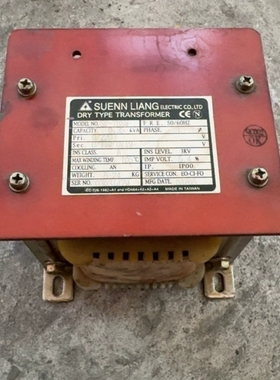 SUENN LIANG ELECTRIC CO., LTD
DRY TYPE TRANSFORMER CE
MODEL NO. F R E. 50/60HZ
CAPACITY KVA PHASE
Pri. V
Sec. V
INS CLASS INS LEVEL 3KV
MAX WINDING TEMP °C IMP VOLT %
COOLING AN IP IP00
WEIGHT KG SERVICE CON.
SER NO. MFG DATE.
MADE IN TAIWAN